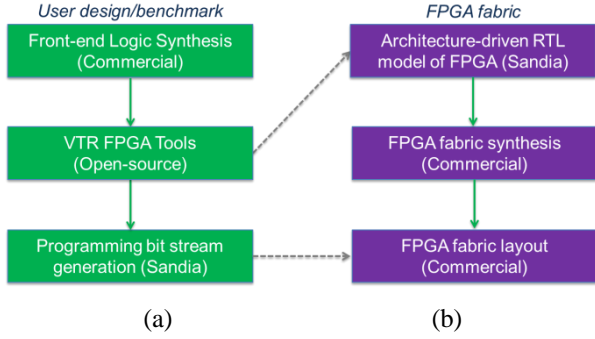 User design/benchmark
Front-end Logic Synthesis
(Commercial)
VTR FPGA Tools
(Open-source)
Programming bit stream
generation (Sandia)
(a)
FPGA fabric
Architecture-driven RTL
model of FPGA (Sandia)
FPGA fabric synthesis
(Commercial)
FPGA fabric layout
(Commercial)
(b)